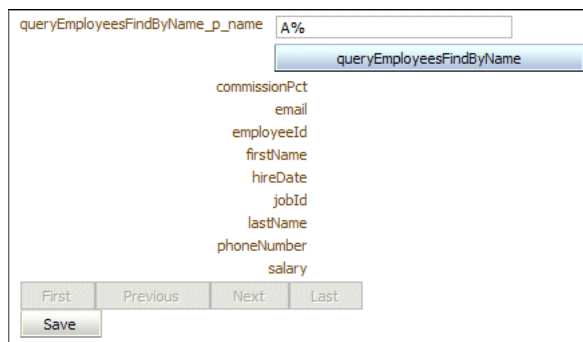 queryEmployeesFindByName_p_name A%
queryEmployeesFindByName
commissionPct
email
employeeId
firstName
hireDate
jobId
lastName
phoneNumber
salary
First Previous Next Last
Save